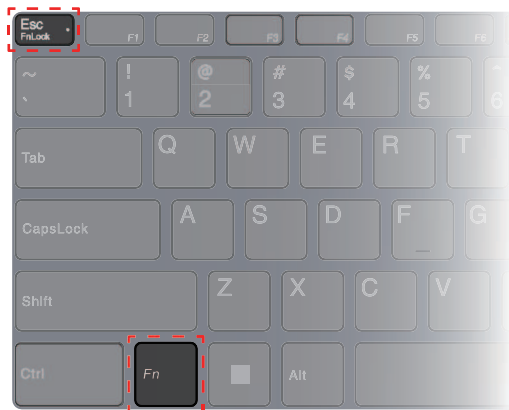 Esc
FnLock
F1
F2
F3
F4
F5
F6
~
`
!
1
@
2
#
3
$
4
%
5
^
6
Tab
Q
W
E
R
T
CapsLock
A
S
D
F
G
Shift
Z
X
C
V
Ctrl
Fn
Alt